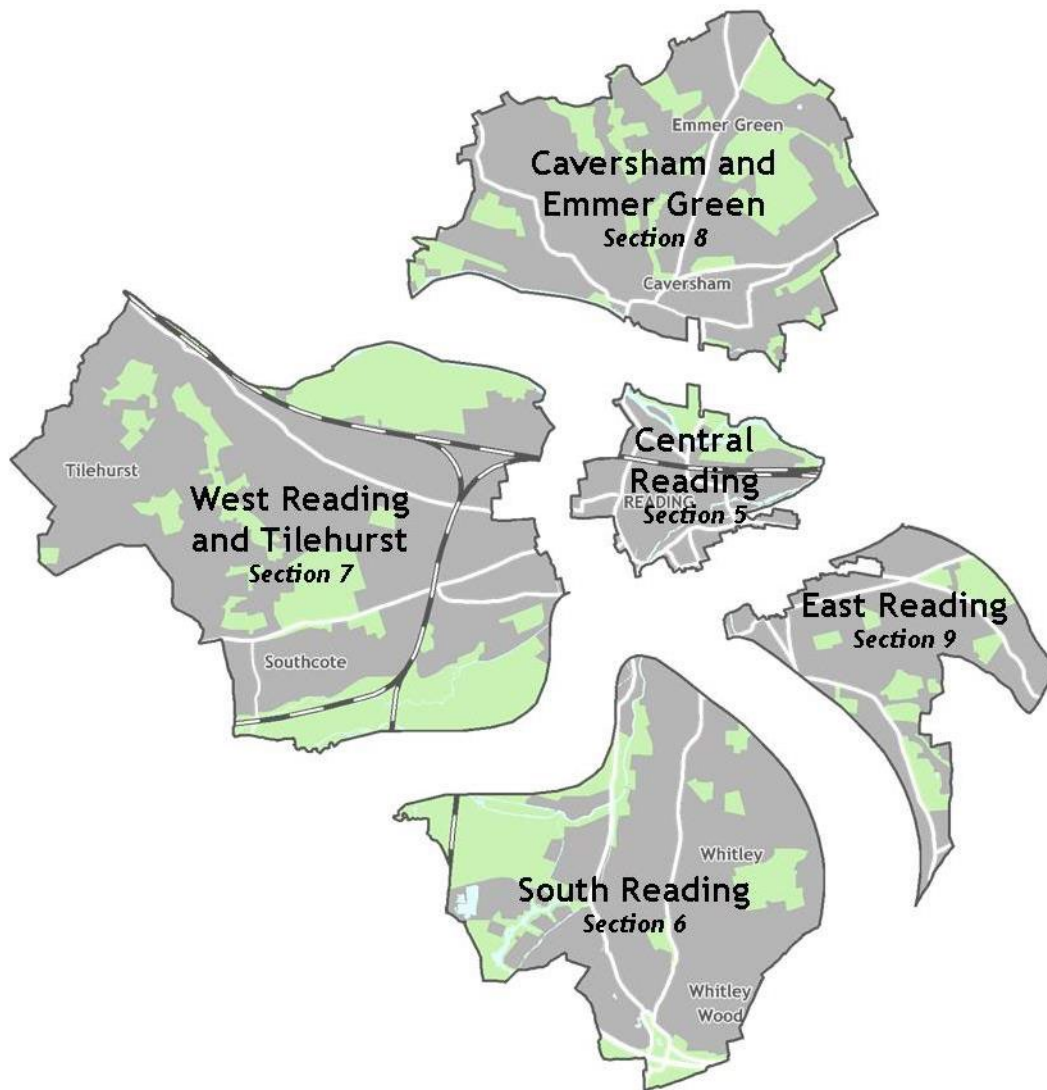 Emmer Green
Caversham and
Emmer Green
Section 8
Caversham
Central
Reading
READING
Section 5
Tilehurst
West Reading
and Tilehurst
Section 7
Southcote
East Reading
Section 9
Whitley
South Reading
Section 6
Whitley
Wood